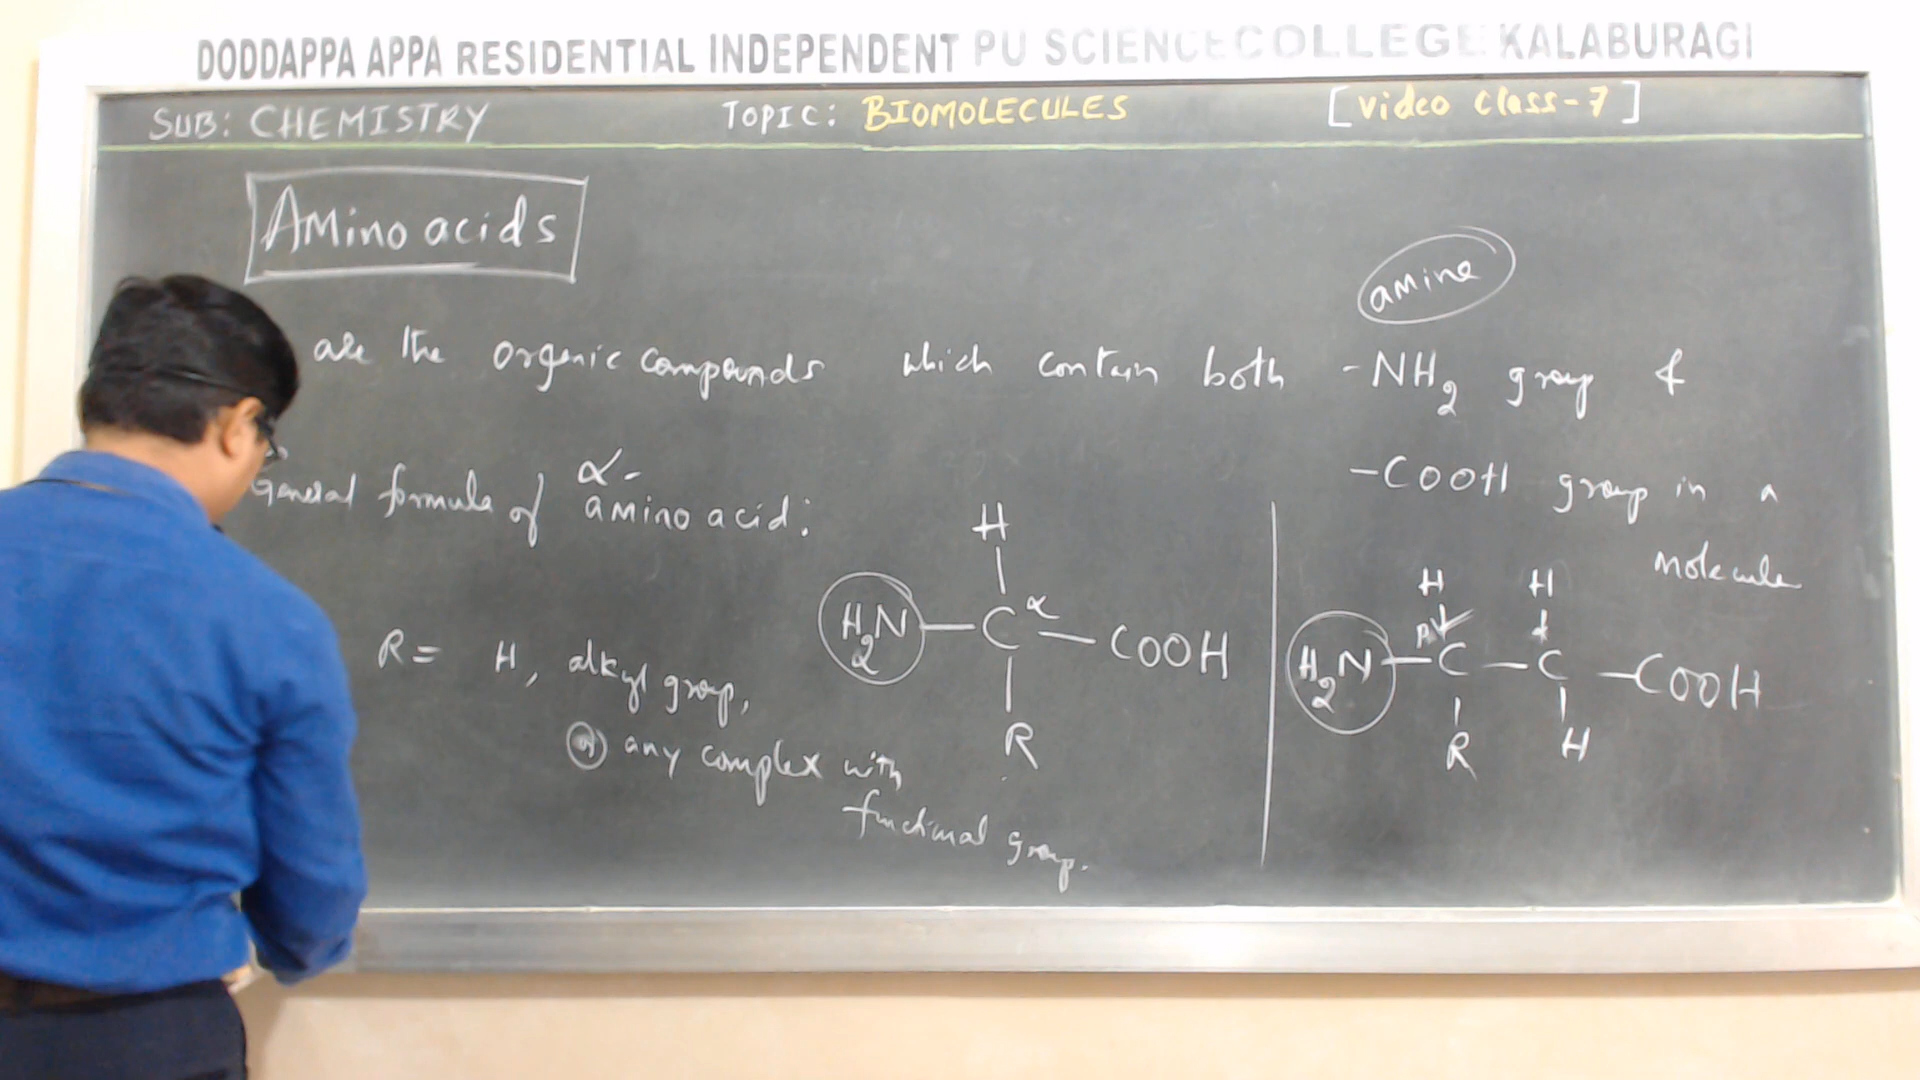 DODDAPPA APPA RESIDENTIAL INDEPENDENT PU SCIENCE COLLEGE KALABURAGI
SUB: CHEMISTRY TOPIC: BIOMOLECULES [video class-7]
Amino acids
amine
are the organic compounds which contain both -NH2 group &
-COOH group in a
molecule
General formula of α-amino acid:
H
H2N - C α - COOH
R
R = H, alkyl group,
(or) any complex with
functional group.
H H
β α
H2N - C - C - COOH
R H